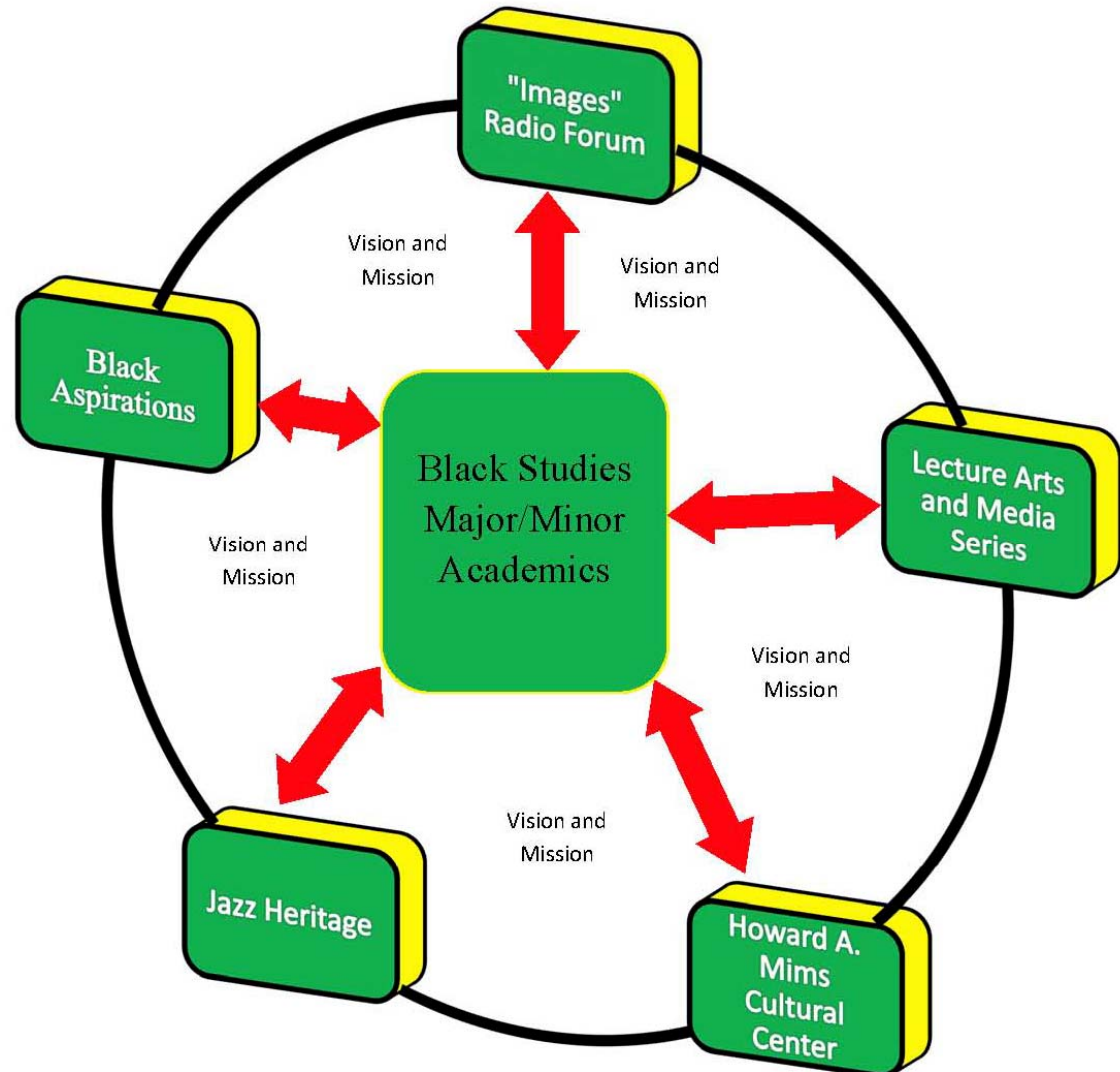 "Images"
Radio Forum
Vision and
Mission
Vision and
Mission
Black
Aspirations
Black Studies
Major/Minor
Academics
Lecture Arts
and Media
Series
Vision and
Mission
Vision and
Mission
Vision and
Mission
Jazz Heritage
Howard A.
Mims
Cultural
Center